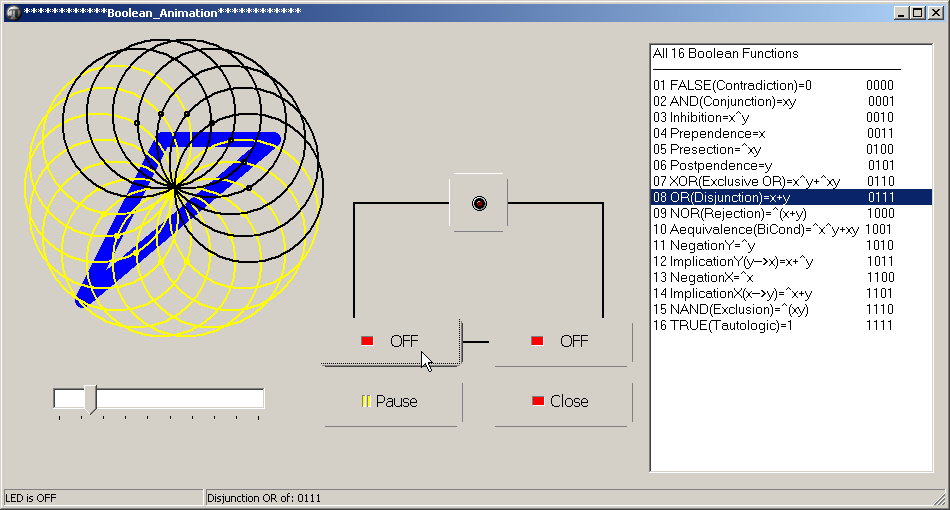 ************Boolean_Animation************
All 16 Boolean Functions
01 FALSE(Contradiction)=0 0000
02 AND(Conjunction)=xy 0001
03 Inhibition=x^y 0010
04 Prependence=x 0011
05 Presection=^xy 0100
06 Postpendence=y 0101
07 XOR(Exclusive OR)=x^y+^xy 0110
08 OR(Disjunction)=x+y 0111
09 NOR(Rejection)=^(x+y) 1000
10 Aequivalence(BiCond)=^x^y+xy 1001
11 NegationY=^y 1010
12 ImplicationY(y-->x)=x+^y 1011
13 NegationX=^x 1100
14 ImplicationX(x-->y)=^x+y 1101
15 NAND(Exclusion)=^(xy) 1110
16 TRUE(Tautologic)=1 1111
OFF
OFF
Pause
Close
LED is OFF
Disjunction OR of: 0111